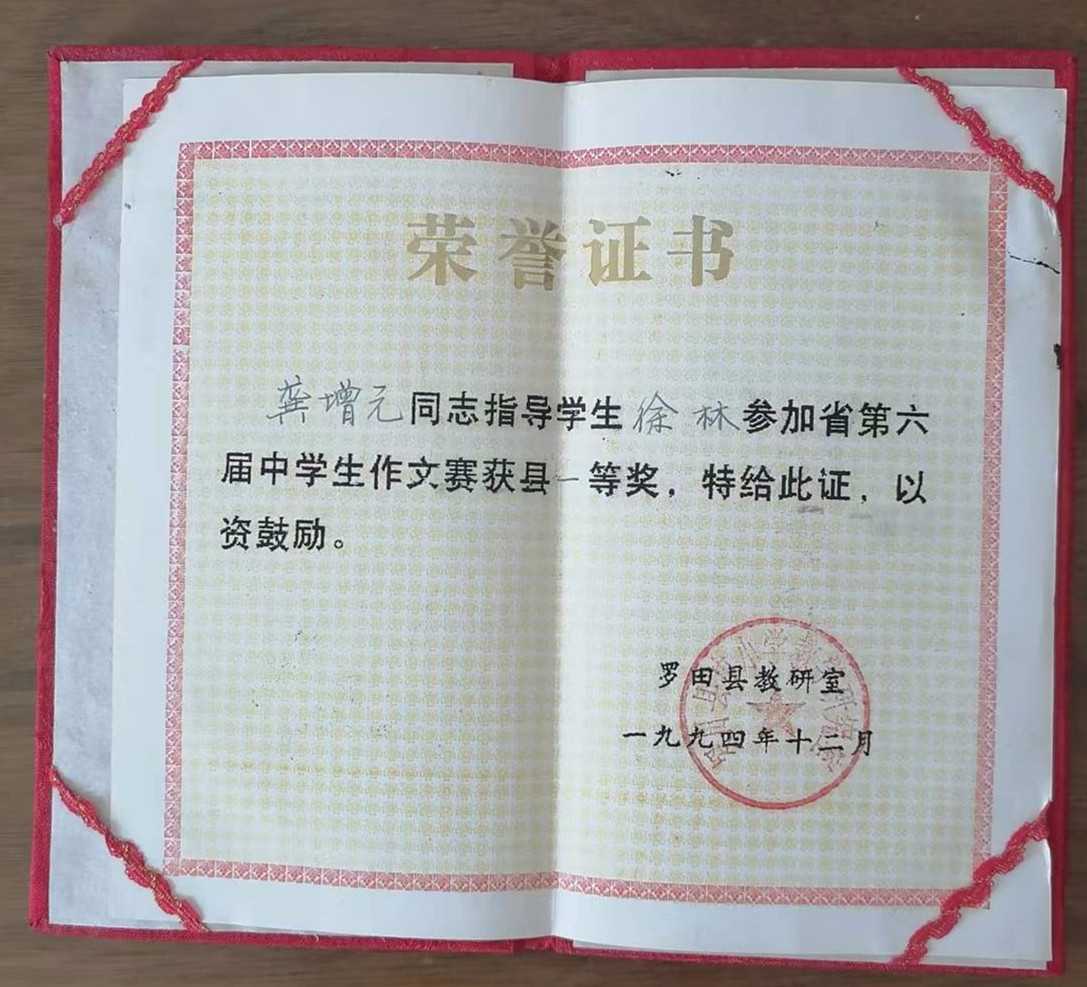 荣誉证书
龚增元同志指导学生徐林参加省第六
届中学生作文赛获县一等奖，特给此证，以
资鼓励。
罗田县教研室
一九九四年十二月